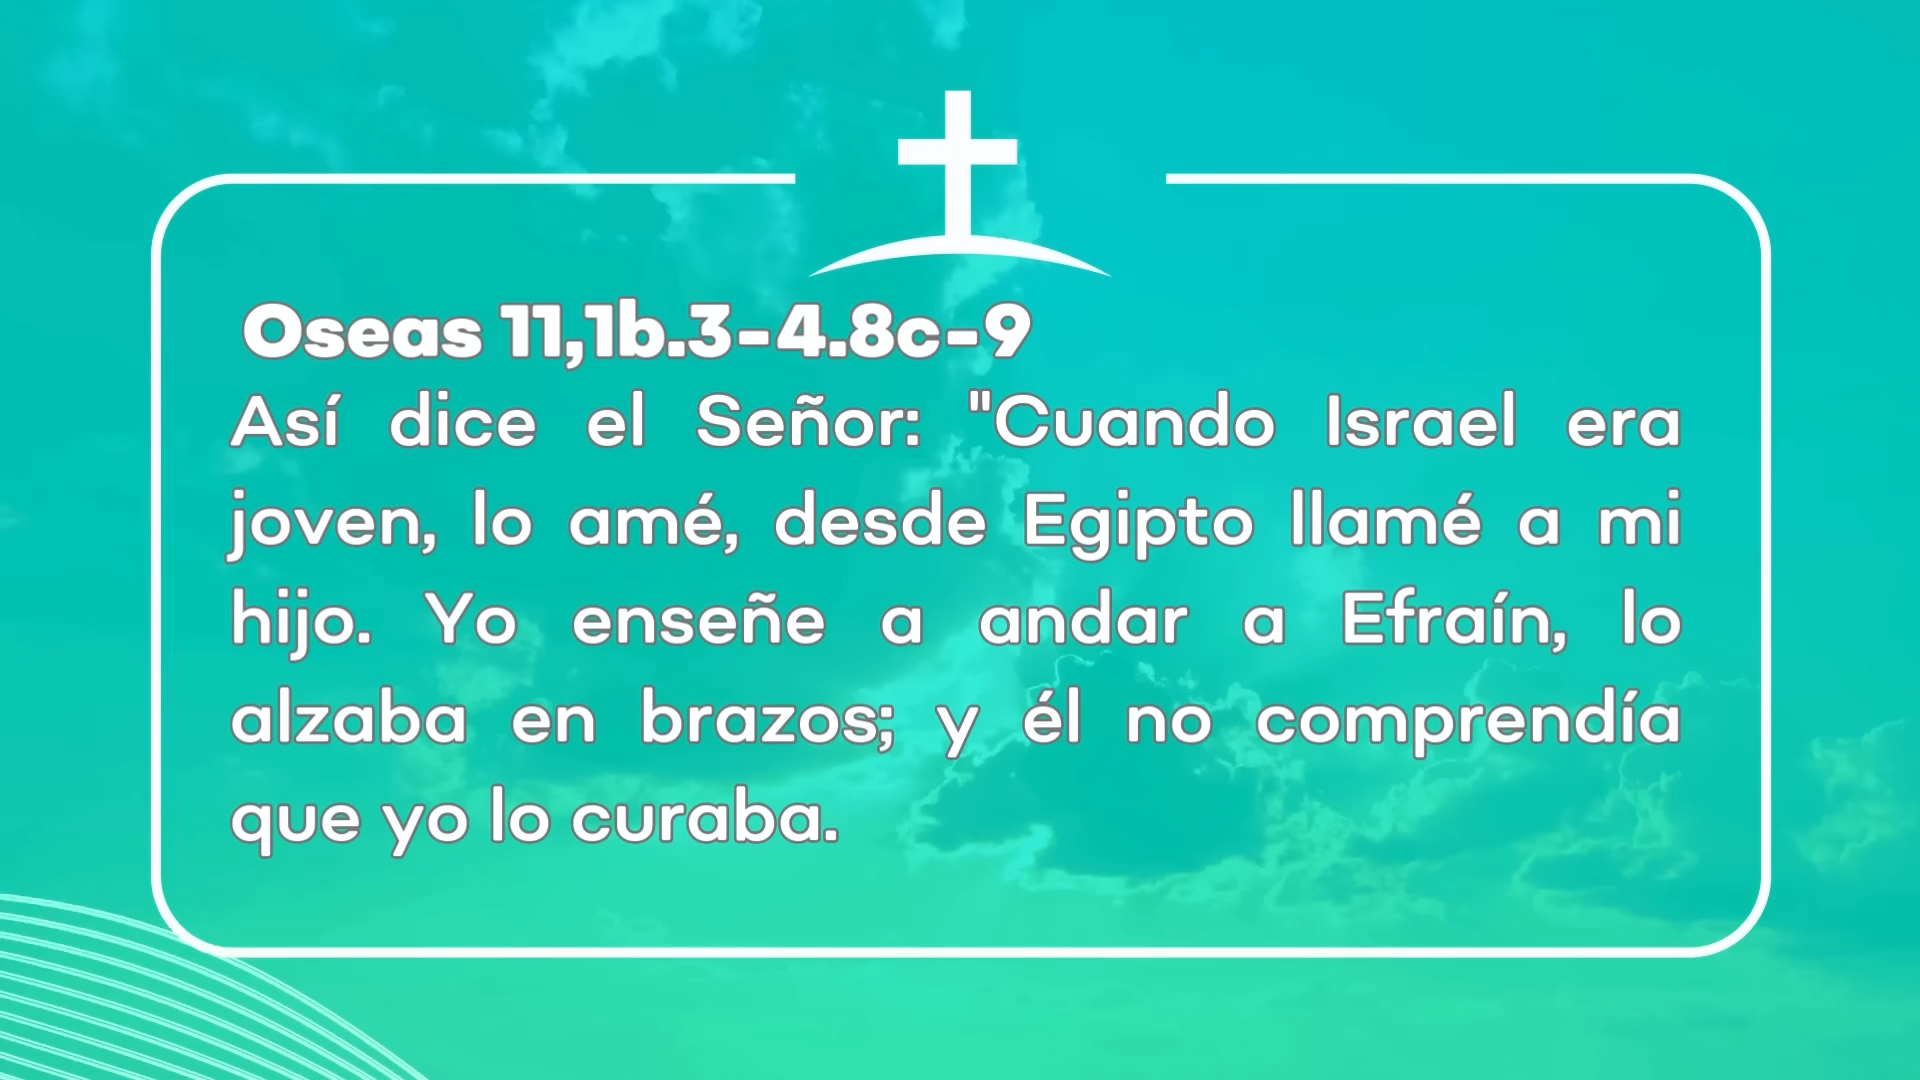 Oseas 11,1b.3-4.8c-9
Así dice el Señor: "Cuando Israel era
joven, lo amé, desde Egipto llamé a mi
hijo. Yo enseñe a andar a Efraín, lo
alzaba en brazos; y él no comprendía
que yo lo curaba.